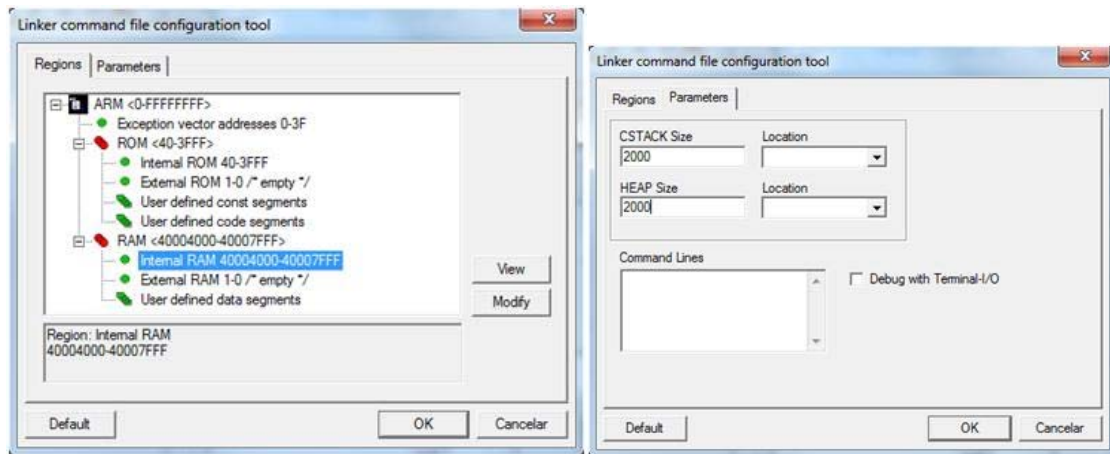 Linker command file configuration tool
Regions
Parameters
ARM <0-FFFFFFFF>
Exception vector addresses 0-3F
ROM <40-3FFF>
Internal ROM 40-3FFF
External ROM 1-0 /* empty */
User defined const segments
User defined code segments
RAM <40004000-40007FFF>
Internal RAM 40004000-40007FFF
External RAM 1-0 /* empty */
User defined data segments
View
Modify
Region: Internal RAM
40004000-40007FFF
Default
OK
Cancelar
Linker command file configuration tool
Regions
Parameters
CSTACK Size
Location
2000
HEAP Size
Location
2000
Command Lines
Debug with Terminal-I/O
Default
OK
Cancelar